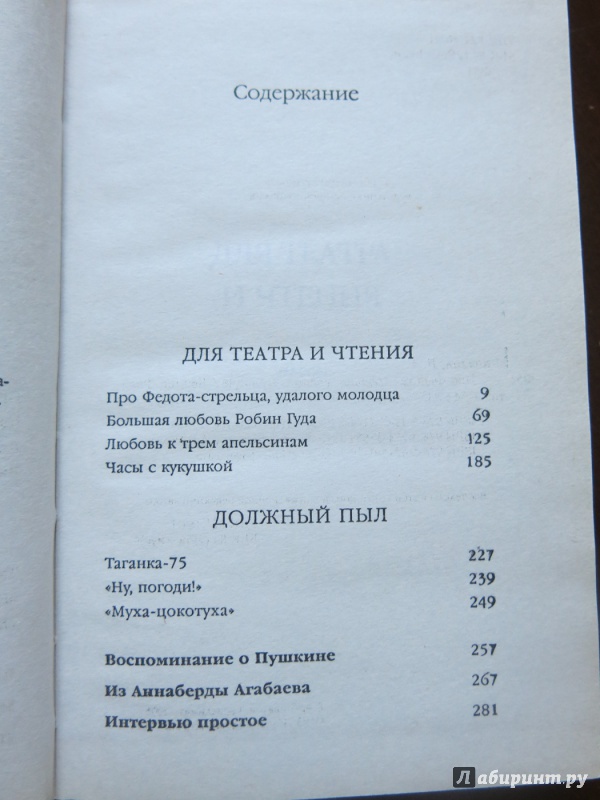 Содержание
ДЛЯ ТЕАТРА И ЧТЕНИЯ
Про Федота-стрельца, удалого молодца 9
Большая любовь Робин Гуда 69
Любовь к трем апельсинам 125
Часы с кукушкой 185
ДОЛЖНЫЙ ПЫЛ
Таганка-75 227
«Ну, погоди!» 239
«Муха-цокотуха» 249
Воспоминание о Пушкине 257
Из Аннаберды Агабаева 267
Интервью простое 281
а-
лабиринт.ру